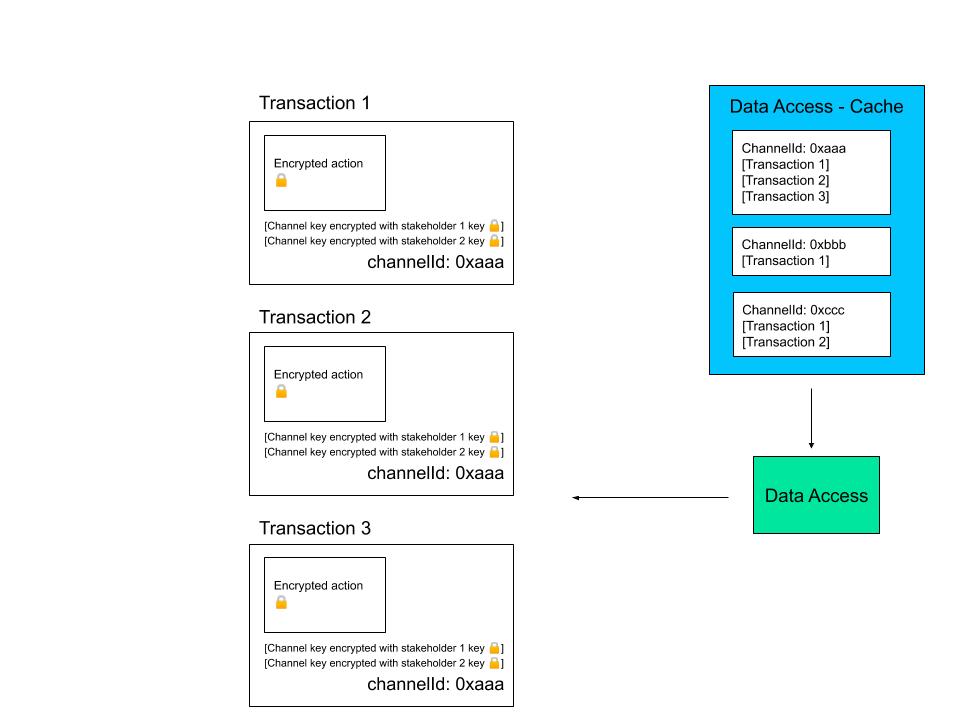 Transaction 1
Encrypted action
🔒
[Channel key encrypted with stakeholder 1 key 🔒]
[Channel key encrypted with stakeholder 2 key 🔒]
channelId: 0xaaa
Transaction 2
Encrypted action
🔒
[Channel key encrypted with stakeholder 1 key 🔒]
[Channel key encrypted with stakeholder 2 key 🔒]
channelId: 0xaaa
Transaction 3
Encrypted action
🔒
[Channel key encrypted with stakeholder 1 key 🔒]
[Channel key encrypted with stakeholder 2 key 🔒]
channelId: 0xaaa
Data Access - Cache
ChannelId: 0xaaa
[Transaction 1]
[Transaction 2]
[Transaction 3]
ChannelId: 0xbbb
[Transaction 1]
ChannelId: 0xccc
[Transaction 1]
[Transaction 2]
Data Access